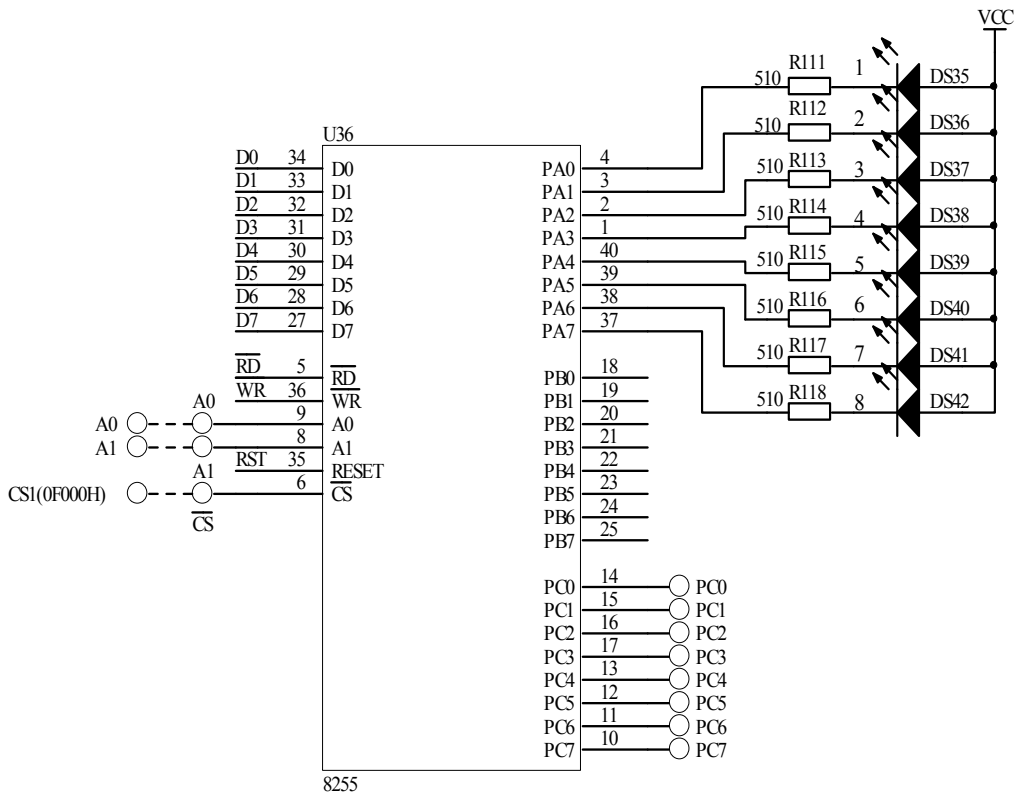 VCC
510 R111 1 DS35
510 R112 2 DS36
510 R113 3 DS37
510 R114 4 DS38
510 R115 5 DS39
510 R116 6 DS40
510 R117 7 DS41
510 R118 8 DS42
U36
D0 34 D0 PA0 4
D1 33 D1 PA1 3
D2 32 D2 PA2 2
D3 31 D3 PA3 1
D4 30 D4 PA4 40
D5 29 D5 PA5 39
D6 28 D6 PA6 38
D7 27 D7 PA7 37
RD 5 RD PB0 18
WR 36 WR PB1 19
A0 A0 9 A0 PB2 20
A1 8 A1 PB3 21
A1 RST 35 RESET PB4 22
CS1(0F000H) 6 CS PB5 23
CS PB6 24
PB7 25
PC0 14 PC0
PC1 15 PC1
PC2 16 PC2
PC3 17 PC3
PC4 13 PC4
PC5 12 PC5
PC6 11 PC6
PC7 10 PC7
8255